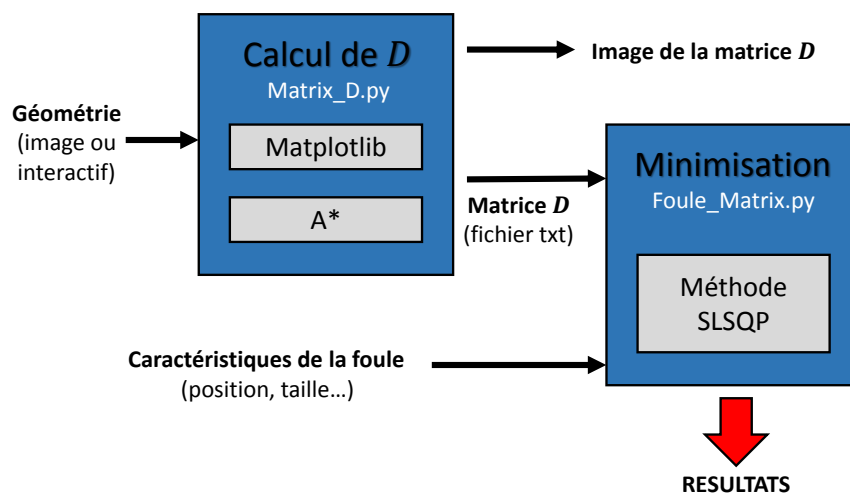 Calcul de D
Matrix_D.py
Matplotlib
A*
Image de la matrice D
Géométrie
(image ou
interactif)
Matrice D
(fichier txt)
Minimisation
Foule_Matrix.py
Méthode
SLSQP
Caractéristiques de la foule
(position, taille…)
RESULTATS